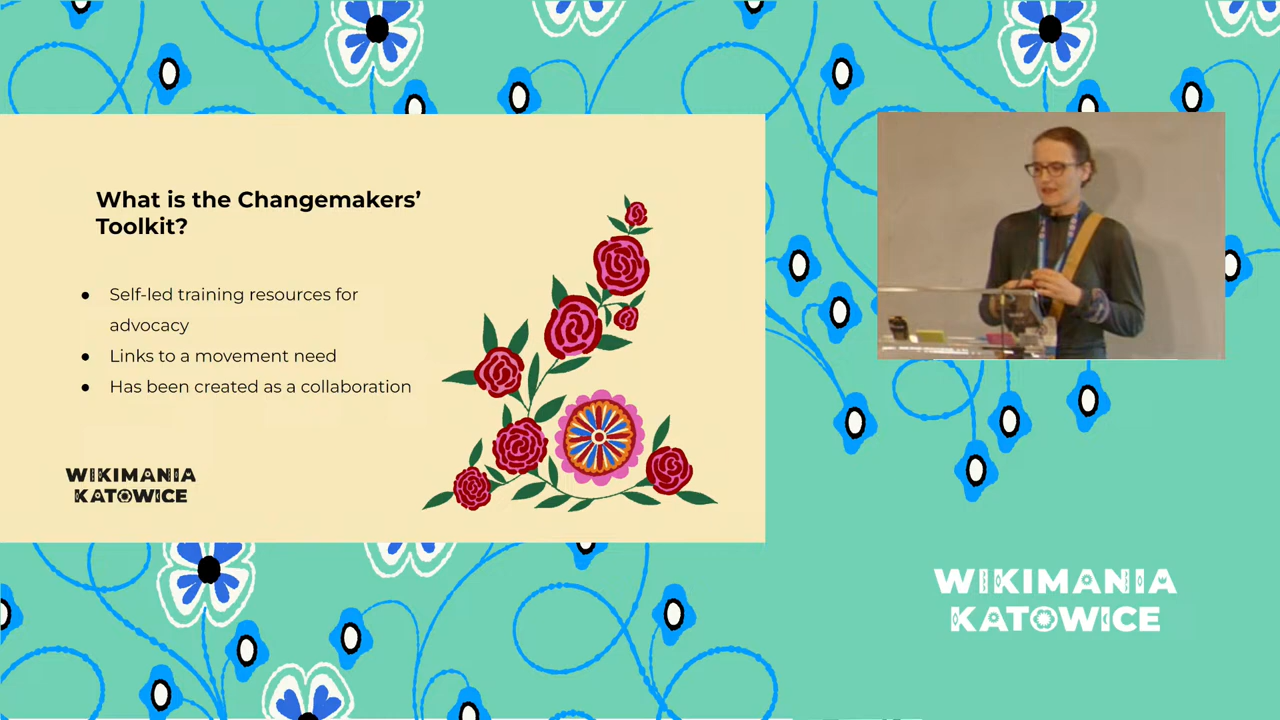 What is the Changemakers’
Toolkit?
● Self-led training resources for
advocacy
● Links to a movement need
● Has been created as a collaboration
WIKIMANIA
KATOWICE
WIKIMANIA
KATOWICE